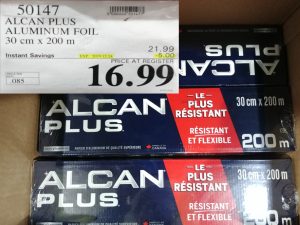 50147
ALCAN PLUS
ALUMINUM FOIL
30 cm x 200 m
21.99
Instant Savings
-5.00
PRICE AT REGISTER
16.99
.085
ALCAN
PLUS
LE
PLUS
RÉSISTANT
RÉSISTANT
ET FLEXIBLE
30 cm x 200 m
200 m
ALCAN
PLUS
LE
PLUS
RÉSISTANT
RÉSISTANT
ET FLEXIBLE
30 cm x 200 m
200 m